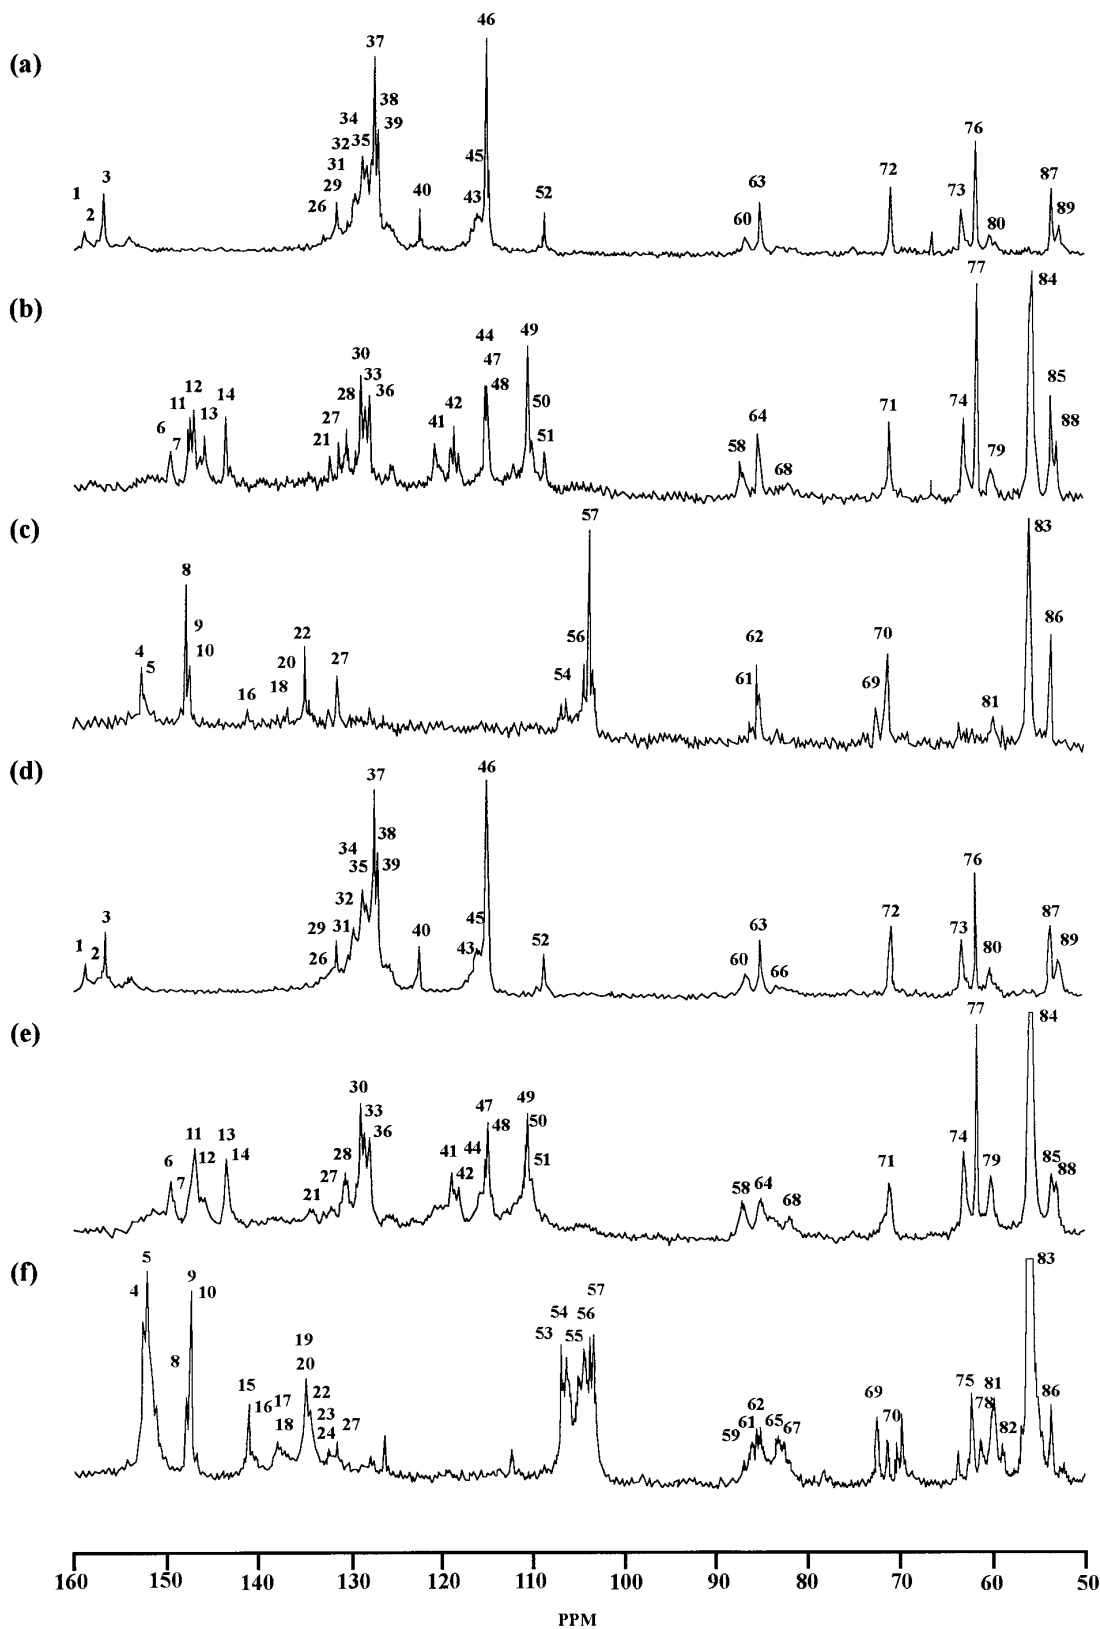 (a)
1 2 3 26 29 31 32 34 35 37 38 39 40 43 45 46 52 60 63 72 73 76 80 87 89
(b)
6 7 11 12 13 14 21 27 28 30 33 36 41 42 44 47 48 49 50 51 58 64 68 71 74 77 79 84 85 88
(c)
4 5 8 9 10 16 18 20 22 27 54 56 57 61 62 69 70 81 83 86
(d)
1 2 3 26 29 31 32 34 35 37 38 39 40 43 45 46 52 60 63 66 72 73 76 80 87 89
(e)
6 7 11 12 13 14 21 27 28 30 33 36 41 42 44 47 48 49 50 51 58 64 68 71 74 77 79 84 85 88
(f)
4 5 8 9 10 15 16 17 18 19 20 22 23 24 27 53 54 55 56 57 59 61 62 65 67 69 70 75 78 81 82 83 86
160 150 140 130 120 110 100 90 80 70 60 50
PPM